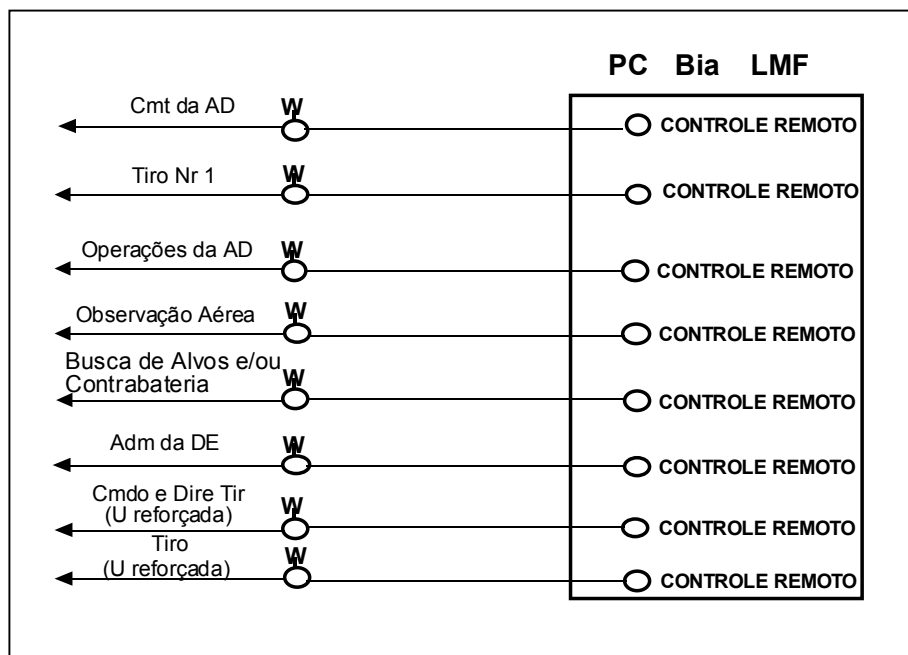 PC Bia LMF
Cmt da AD
W
CONTROLE REMOTO
Tiro Nr 1
W
CONTROLE REMOTO
Operações da AD
W
CONTROLE REMOTO
Observação Aérea
W
CONTROLE REMOTO
Busca de Alvos e/ou
Contrabateria
W
CONTROLE REMOTO
Adm da DE
W
CONTROLE REMOTO
Cmdo e Dire Tir
(U reforçada)
W
CONTROLE REMOTO
Tiro
(U reforçada)
W
CONTROLE REMOTO